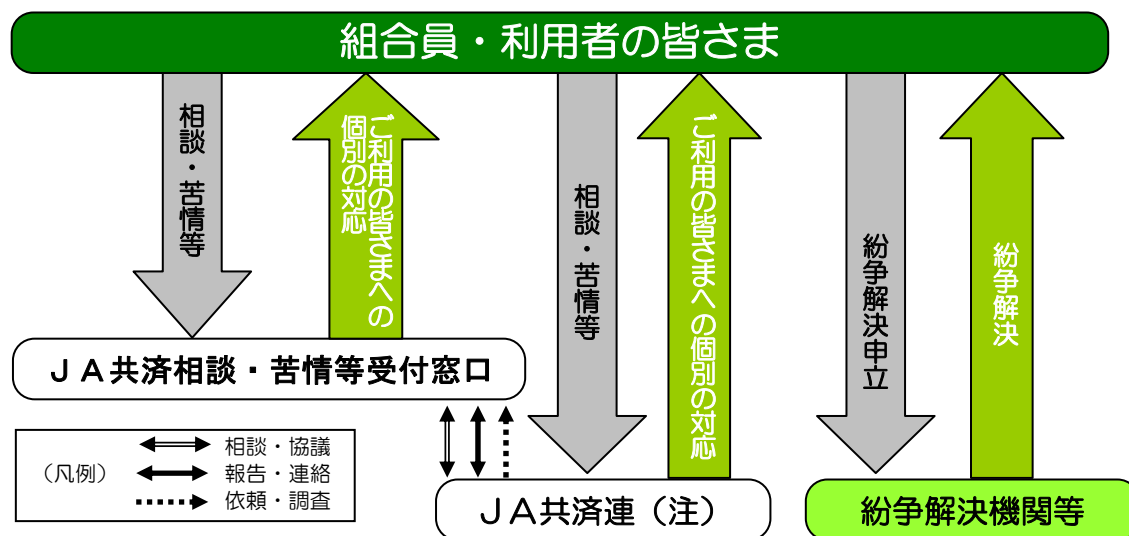 組合員・利用者の皆さま
相談・苦情等
ご利用の皆さまへの
個別の対応
相談・苦情等
ご利用の皆さまへの個別の対応
紛争解決申立
紛争解決
ＪＡ共済相談・苦情等受付窓口
（凡例）
相談・協議
報告・連絡
依頼・調査
ＪＡ共済連（注）
紛争解決機関等